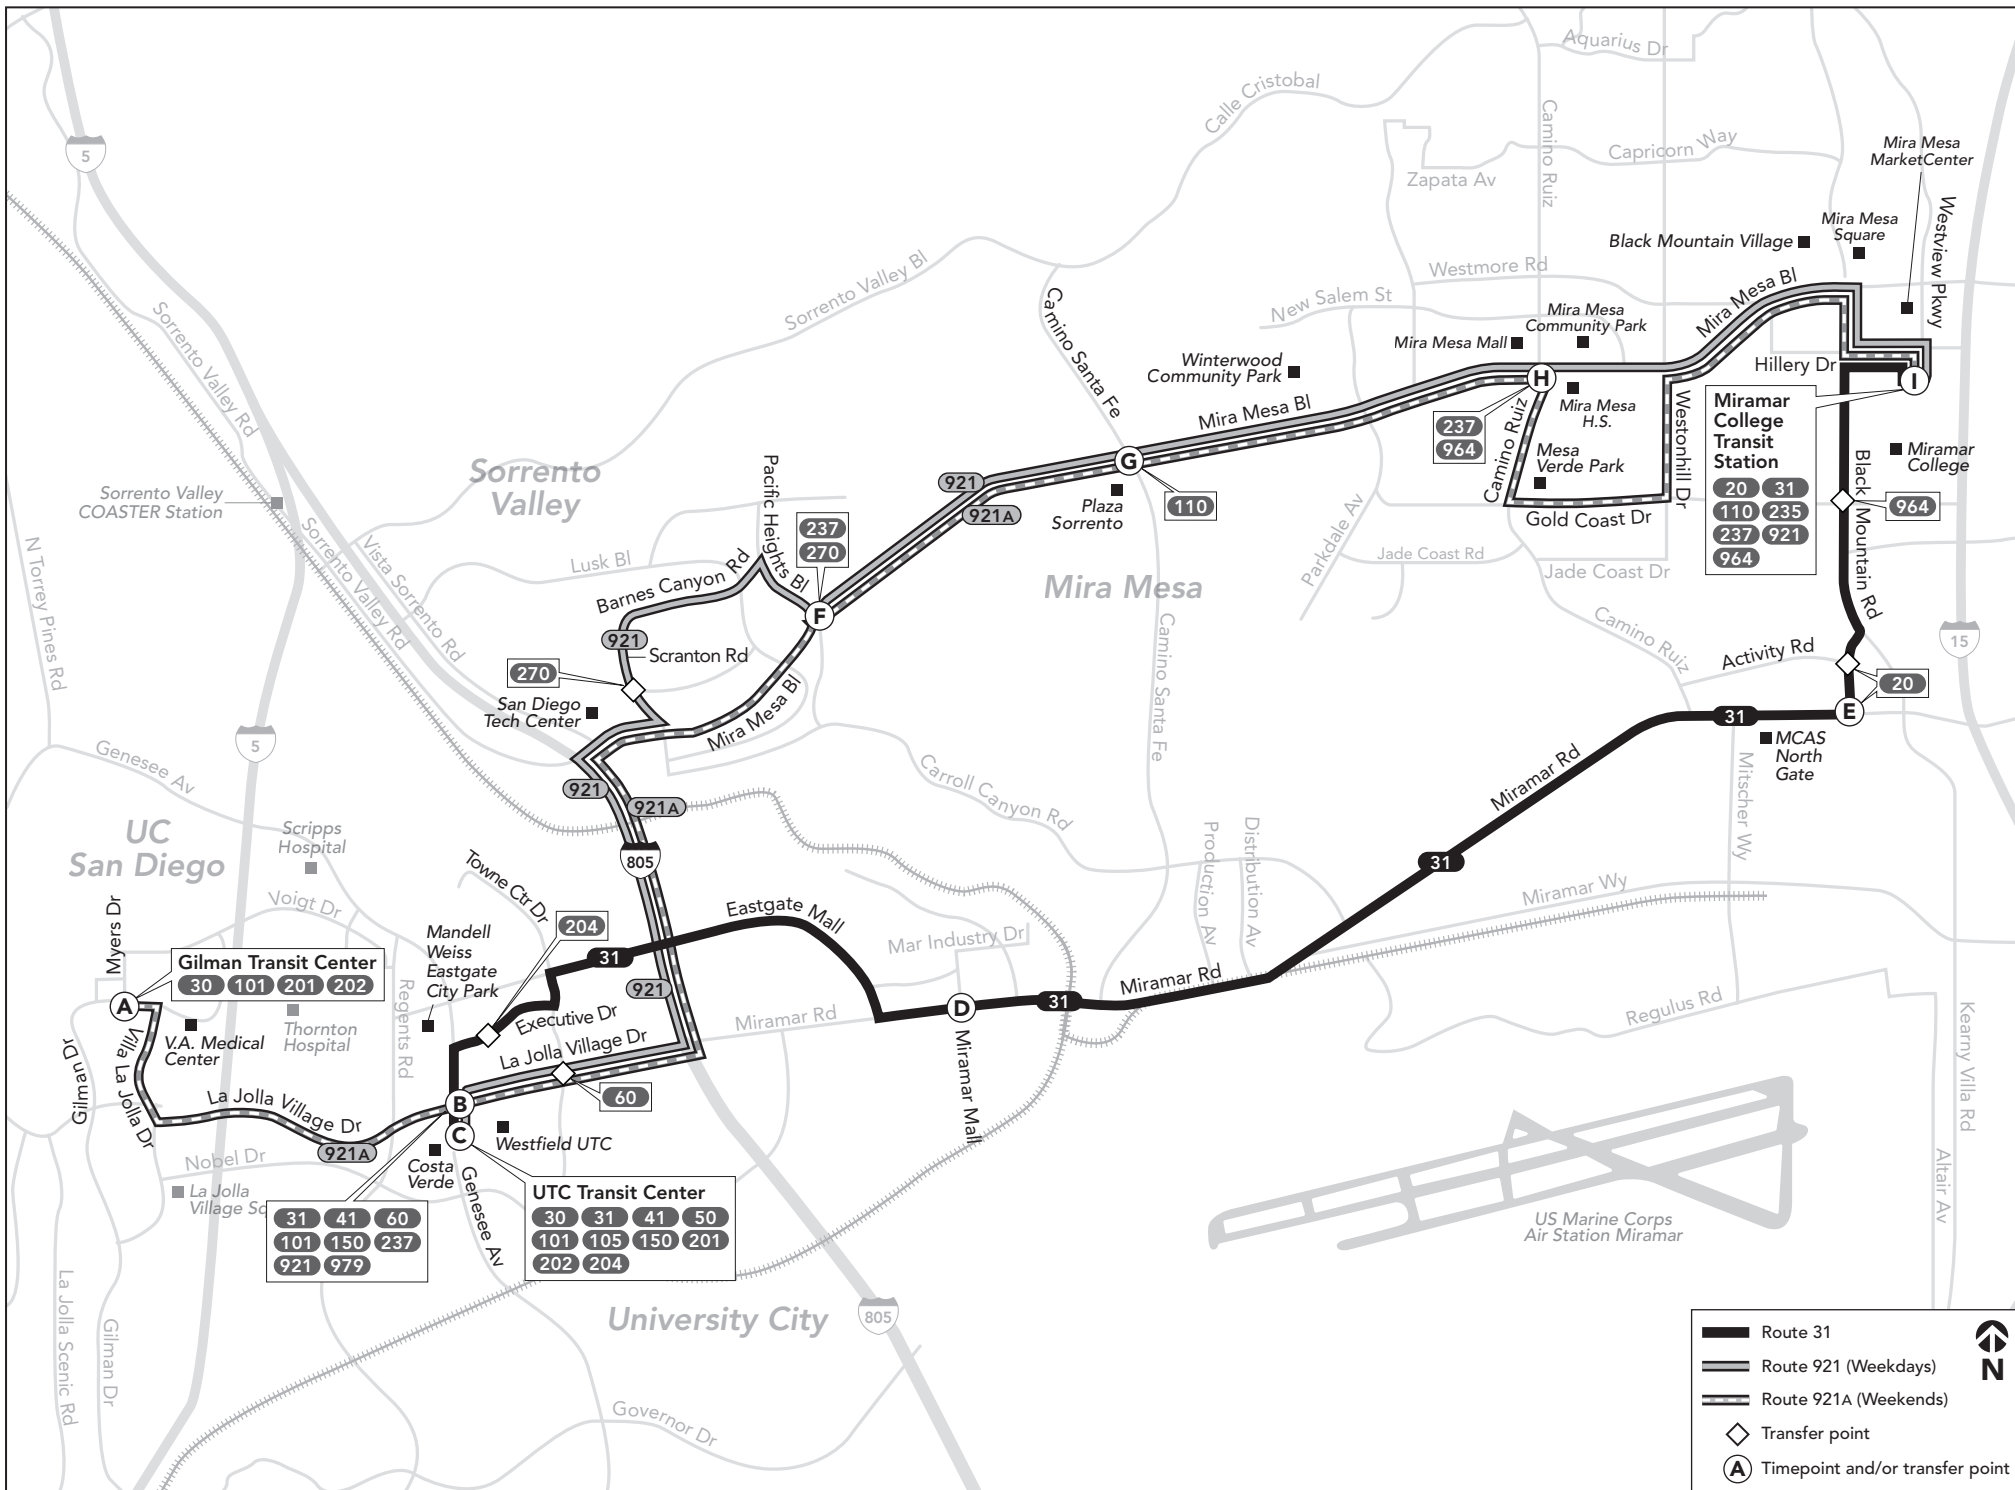 Aquarius Dr
Calle Cristobal
Camino Ruiz
Capricorn Way
Zapata Av
Mira Mesa
MarketCenter
Westview Pkwy
Mira Mesa
Square
Black Mountain Village
5
Sorrento Valley Rd
Sorrento Valley Bl
Westmore Rd
New Salem St
Camino Santa Fe
Mira Mesa Bl
Mira Mesa
Community Park
Mira Mesa Mall
Winterwood
Community Park
Hillery Dr
H
I
Mira Mesa
H.S.
Mira Mesa Bl
237
964
Camino Ruiz
Mesa
Verde Park
Westonhill Dr
Gold Coast Dr
Miramar
College
Transit
Station
20 31
110 235
237 921
964
Black Mountain Rd
Miramar
College
964
Sorrento
Valley
Sorrento Valley
COASTER Station
Pacific Heights Bl
921
921A
G
Plaza
Sorrento
110
237
270
Parkdale Av
Jade Coast Rd
Jade Coast Dr
Mira Mesa
N Torrey Pines Rd
Sorrento Valley Rd
Vista Sorrento Rd
Lusk Bl
Barnes Canyon Rd
F
921
Scranton Rd
270
San Diego
Tech Center
Mira Mesa Bl
Camino Santa Fe
Camino Ruiz
Activity Rd
15
20
E
31
MCAS
North
Gate
Mitscher Wy
Miramar Rd
5
Genesee Av
Carroll Canyon Rd
921
921A
805
UC
San Diego
Scripps
Hospital
Production Av
Distribution Av
31
Miramar Wy
Towne Ctr Dr
Voigt Dr
Myers Dr
Mandell
Weiss
Eastgate
City Park
204
Eastgate Mall
Mar Industry Dr
31
Gilman Transit Center
30 101 201 202
A
Regents Rd
921
Miramar Rd
31
D
Miramar Rd
Regulus Rd
Kearny Villa Rd
Thornton
Hospital
V.A. Medical
Center
Executive Dr
La Jolla Village Dr
Gilman Dr
Villa La Jolla Dr
Miramar Mall
60
La Jolla Village Dr
B
C
921A
Westfield UTC
Costa
Verde
Genesee Av
Nobel Dr
La Jolla
Village Sq
31 41 60
101 150 237
921 979
UTC Transit Center
30 31 41 50
101 105 150 201
202 204
US Marine Corps
Air Station Miramar
Altair Av
La Jolla Scenic Rd
Gilman Dr
University City
805
Governor Dr
Route 31
Route 921 (Weekdays)
N
Route 921A (Weekends)
Transfer point
A Timepoint and/or transfer point